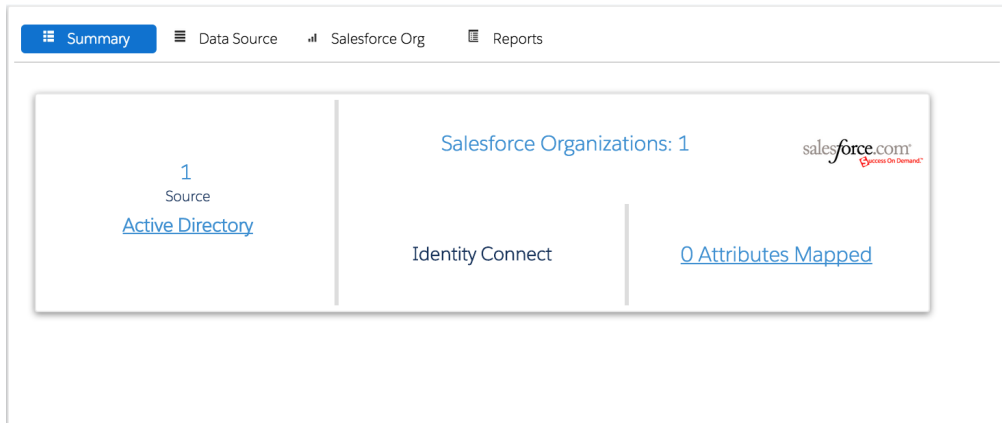 Summary
Data Source
Salesforce Org
Reports
1
Source
Active Directory
Salesforce Organizations: 1
salesforce.com
Success On Demand.™
Identity Connect
0 Attributes Mapped